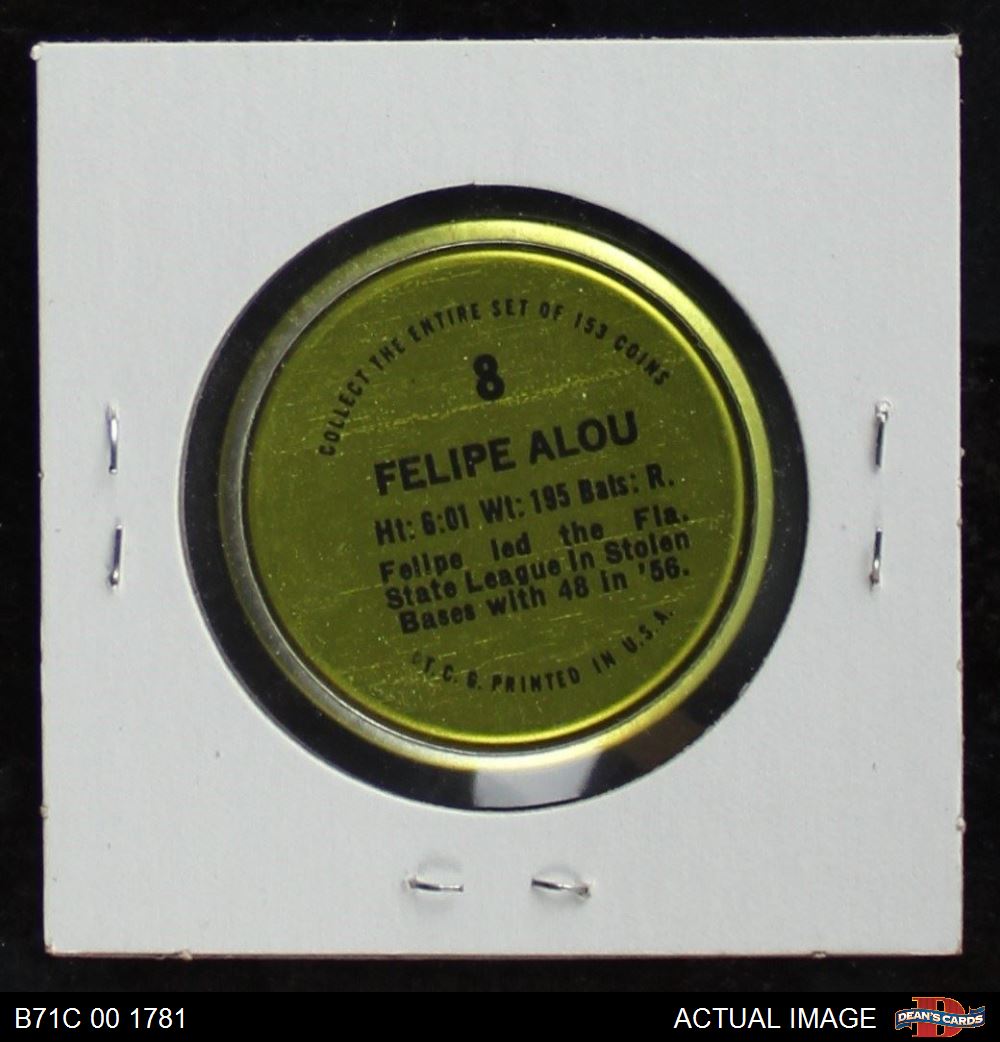 COLLECT THE ENTIRE SET OF 153 COINS
8
FELIPE ALOU
Ht: 6:01 Wt: 195 Bats: R.
Felipe led the Fla.
State League in Stolen
Bases with 48 in '56.
©T. C. G. PRINTED IN U.S.A.
B71C 00 1781
ACTUAL IMAGE
DEAN'S CARDS